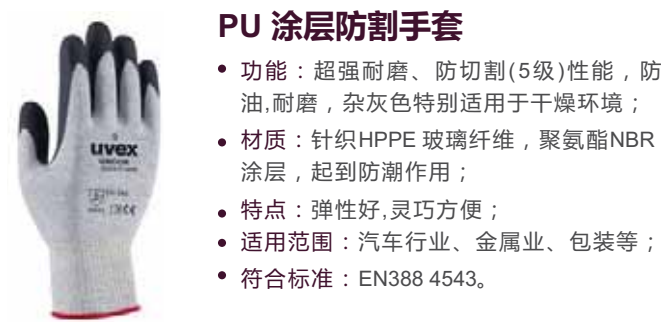 PU 涂层防割手套
• 功能：超强耐磨、防切割(5级)性能，防
油,耐磨，杂灰色特别适用于干燥环境；
• 材质：针织HPPE 玻璃纤维，聚氨酯NBR
涂层，起到防潮作用；
• 特点：弹性好,灵巧方便；
• 适用范围：汽车行业、金属业、包装等；
• 符合标准：EN388 4543。
uvex